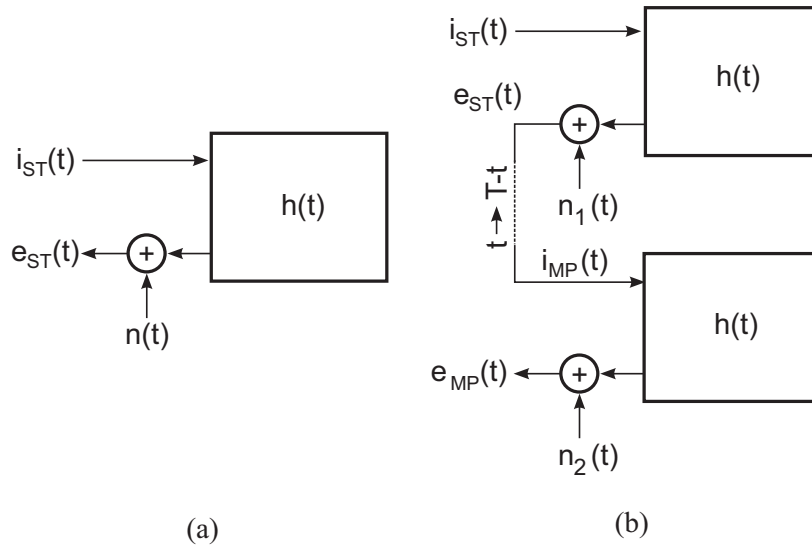 i_ST(t)
h(t)
e_ST(t)
+
n(t)
(a)
i_ST(t)
h(t)
e_ST(t)
+
n_1(t)
t → T-t
i_MP(t)
h(t)
e_MP(t)
+
n_2(t)
(b)